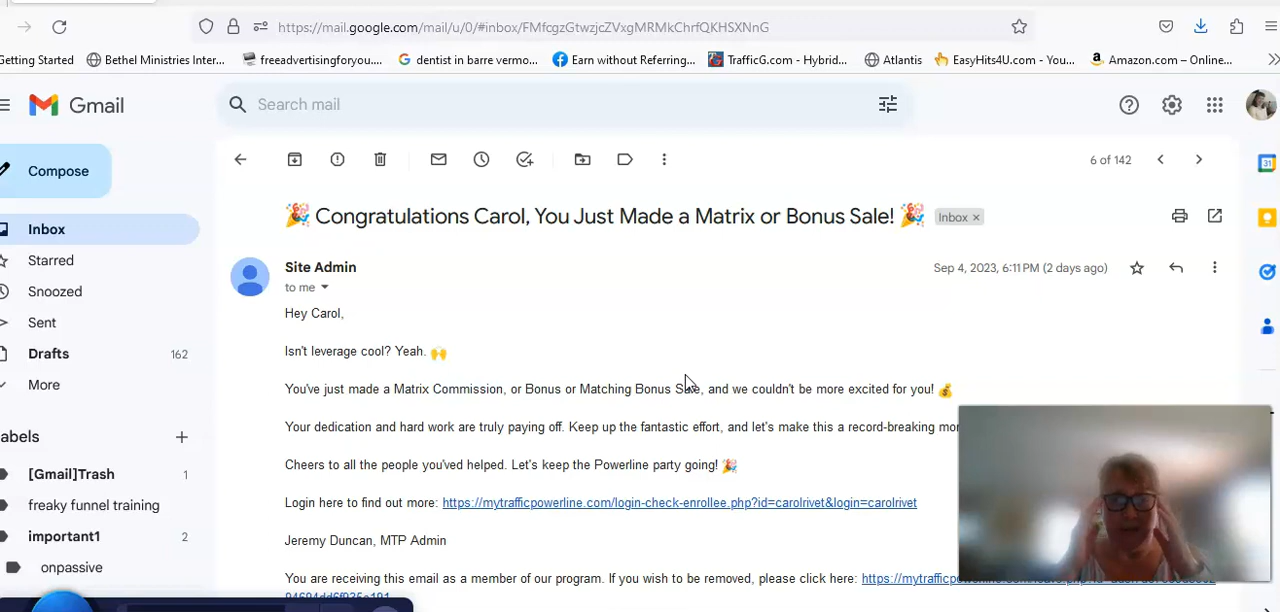 https://mail.google.com/mail/u/0/#inbox/FMfcgzGtwzjcZVxgMRMkChrfQKHSXNnG
Getting Started Bethel Ministries Inter... freeadvertisingforyou.... dentist in barre vermo... Earn without Referring... TrafficG.com - Hybrid... Atlantis EasyHits4U.com - You... Amazon.com – Online...
Gmail Search mail
Compose
6 of 142
🎉 Congratulations Carol, You Just Made a Matrix or Bonus Sale! 🎉 Inbox ×
Inbox
Starred
Snoozed
Sent
Drafts 162
More
Labels +
[Gmail]Trash 1
freaky funnel training
important1 2
onpassive
Site Admin Sep 4, 2023, 6:11 PM (2 days ago)
to me
Hey Carol,
Isn't leverage cool? Yeah. 🙌
You've just made a Matrix Commission, or Bonus or Matching Bonus Sale, and we couldn't be more excited for you! 💰
Your dedication and hard work are truly paying off. Keep up the fantastic effort, and let's make this a record-breaking
Cheers to all the people you'ved helped. Let's keep the Powerline party going! 🎉
Login here to find out more: https://mytrafficpowerline.com/login-check-enrollee.php?id=carolrivet&login=carolrivet
Jeremy Duncan, MTP Admin
You are receiving this email as a member of our program. If you wish to be removed, please click here:
31